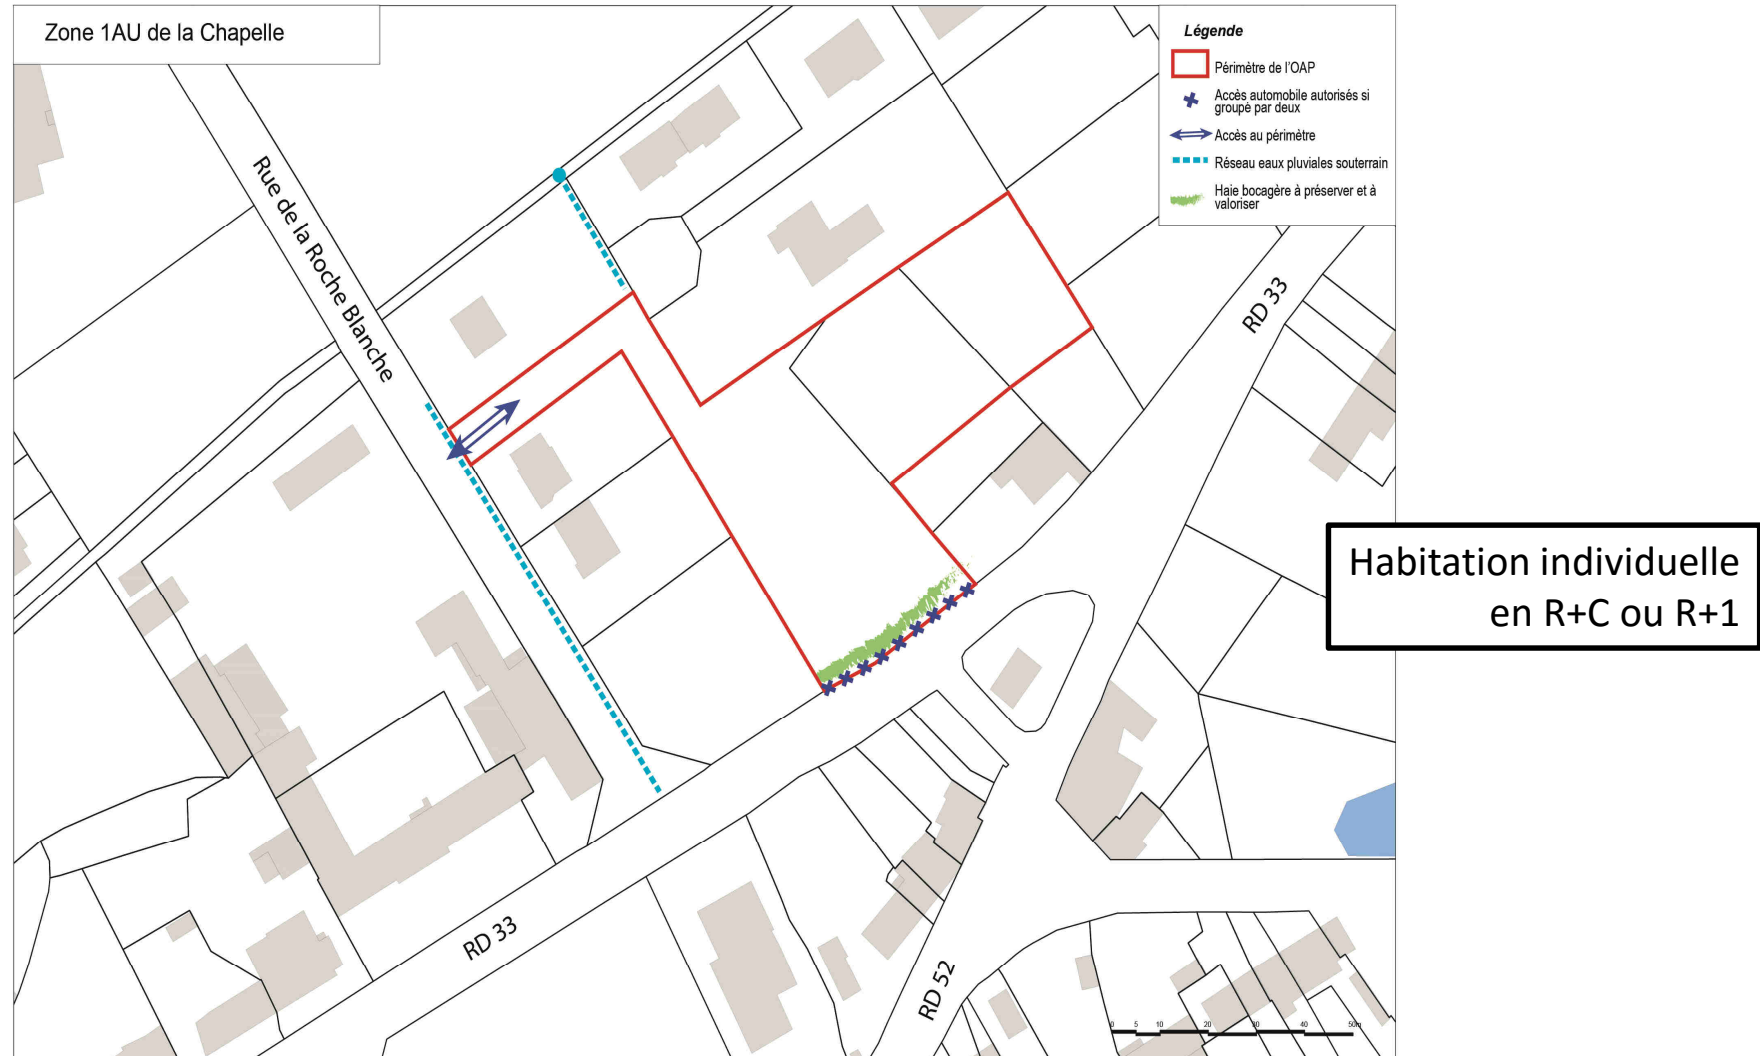 Zone 1AU de la Chapelle
Légende
Périmètre de l'OAP
Accès automobile autorisés si
groupé par deux
Accès au périmètre
Réseau eaux pluviales souterrain
Haie bocagère à préserver et à
valoriser
Rue de la Roche Blanche
RD 33
Habitation individuelle
en R+C ou R+1
RD 33
RD 52
0 5 10 20 30 40 50m